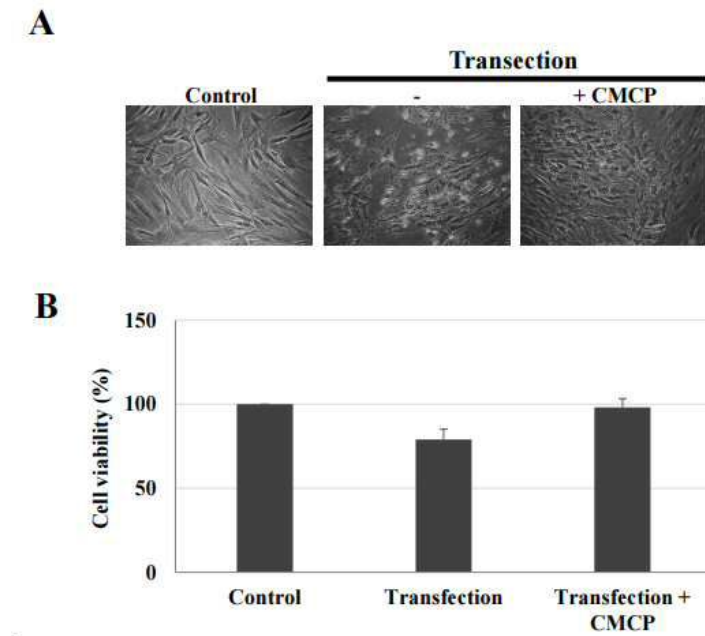 A
Transection
Control
-
+ CMCP
B
150
100
50
0
Cell viability (%)
Control
Transfection
Transfection +
CMCP